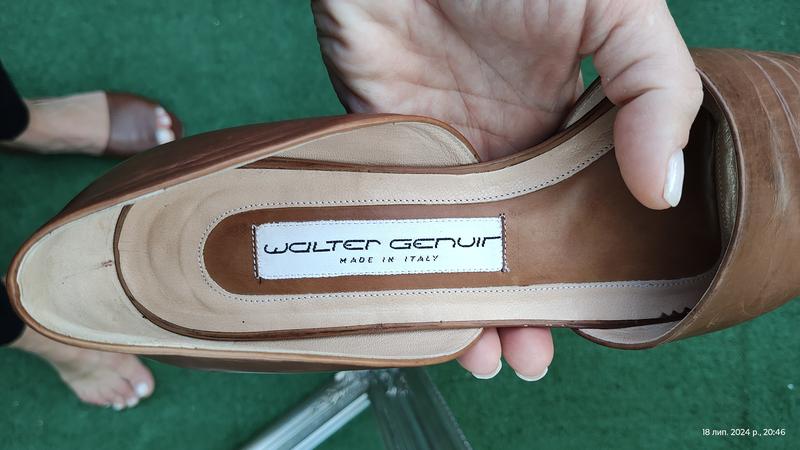 WALTER GENUIN
MADE IN ITALY
18 лип. 2024 р., 20:46